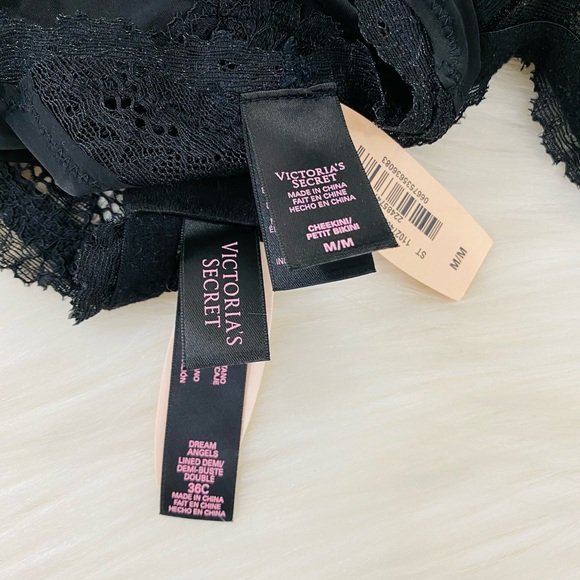 VICTORIA'S
SECRET
MADE IN CHINA
FAIT EN CHINE
HECHO EN CHINA
CHEEKINI/
PETIT BIKINI
M/M
ST
M/M
VICTORIA'S
SECRET
DREAM
ANGELS
LINED DEMI/
DEMI-BUSTE
DOUBLE
36C
MADE IN CHINA
FAIT EN CHINE
HECHO EN CHINA